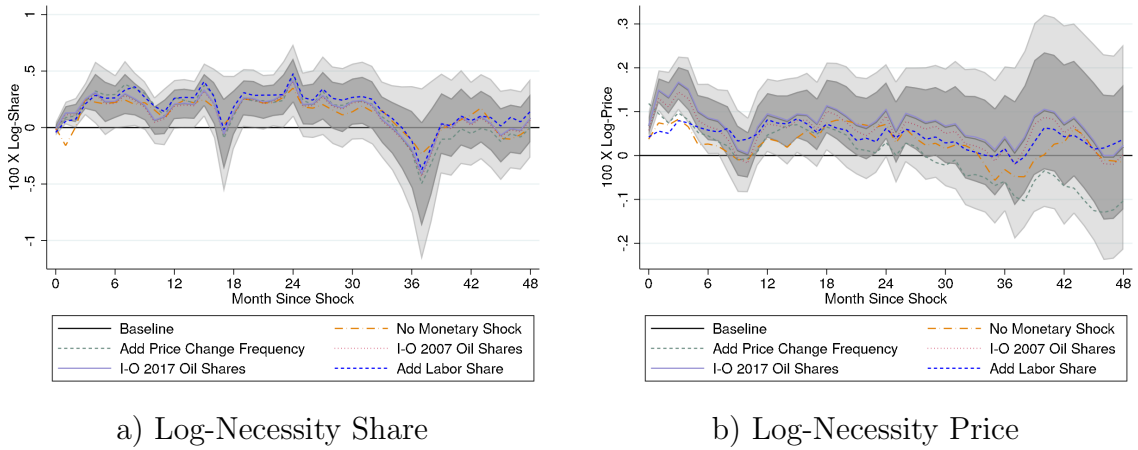 1
.5
0
-.5
-1
100 X Log-Share
0 6 12 18 24 30 36 42 48
Month Since Shock
Baseline No Monetary Shock
Add Price Change Frequency I-O 2007 Oil Shares
I-O 2017 Oil Shares Add Labor Share
a) Log-Necessity Share
.3
.2
.1
0
-.1
-.2
100 X Log-Price
0 6 12 18 24 30 36 42 48
Month Since Shock
Baseline No Monetary Shock
Add Price Change Frequency I-O 2007 Oil Shares
I-O 2017 Oil Shares Add Labor Share
b) Log-Necessity Price